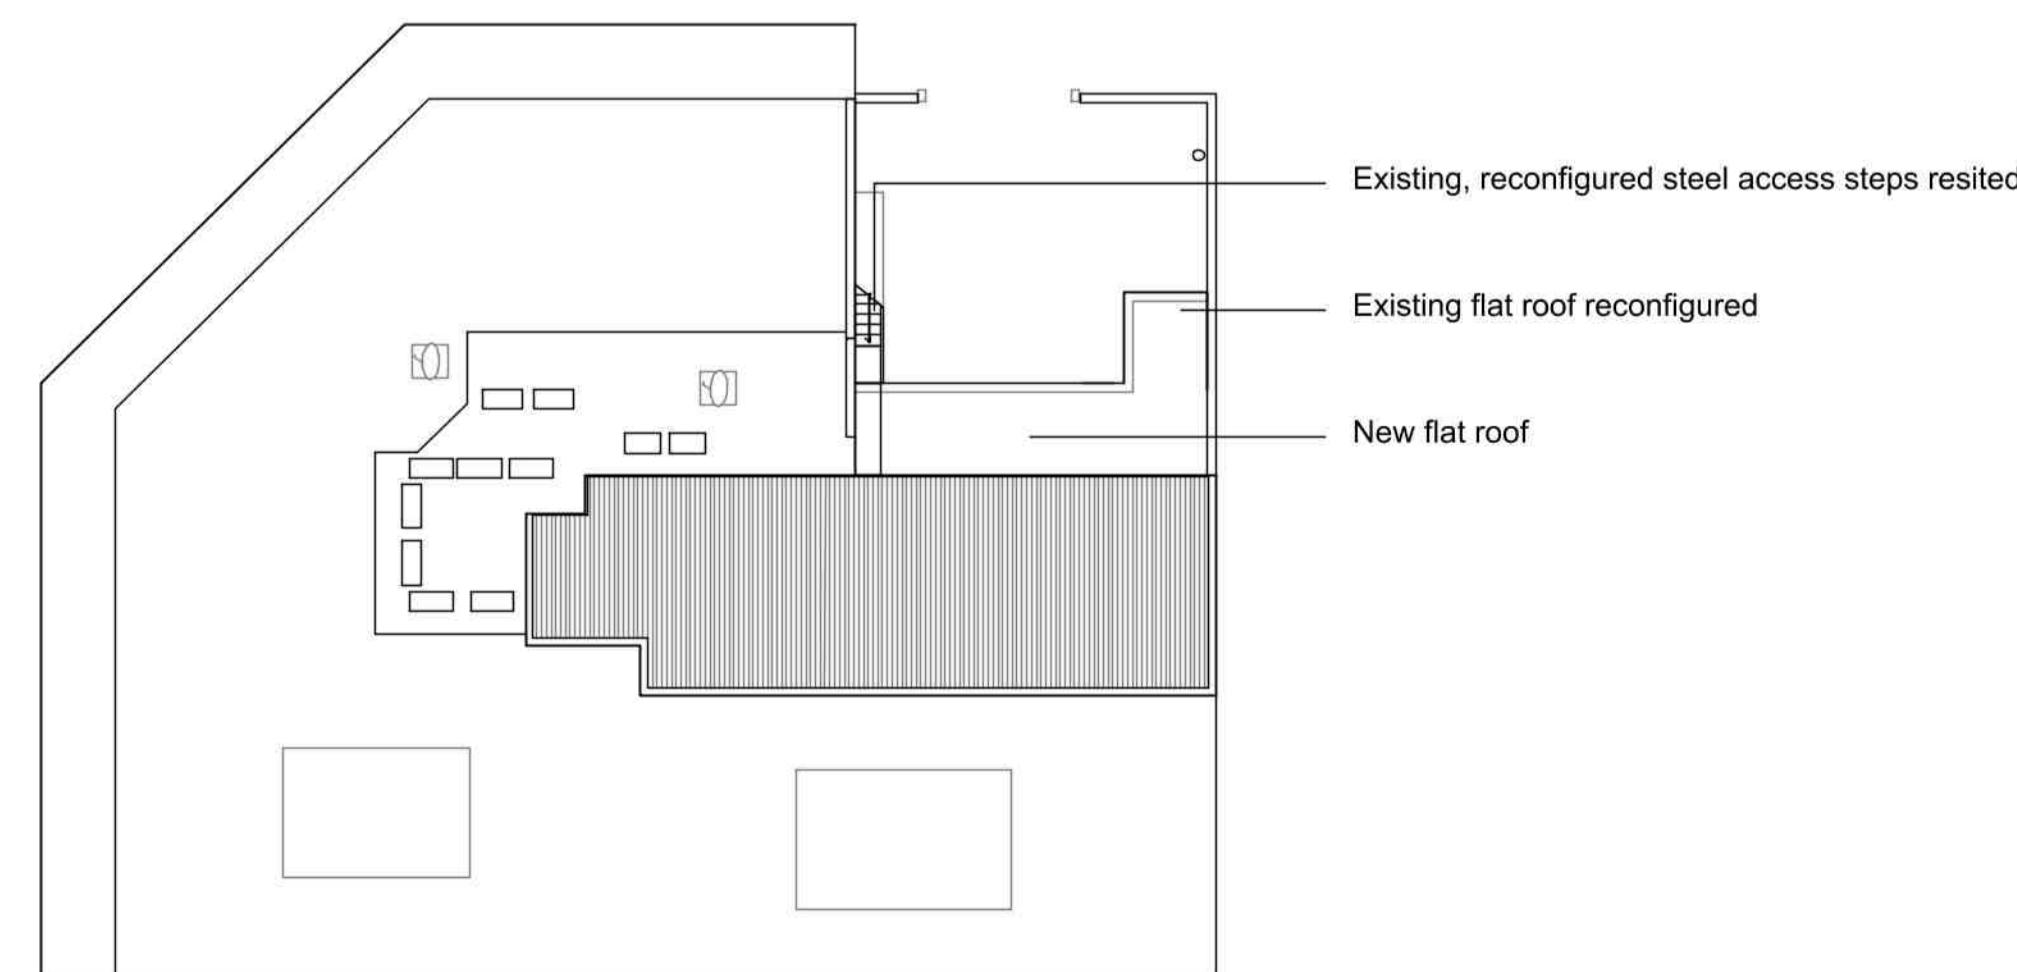 Existing, reconfigured steel access steps resited
Existing flat roof reconfigured
New flat roof